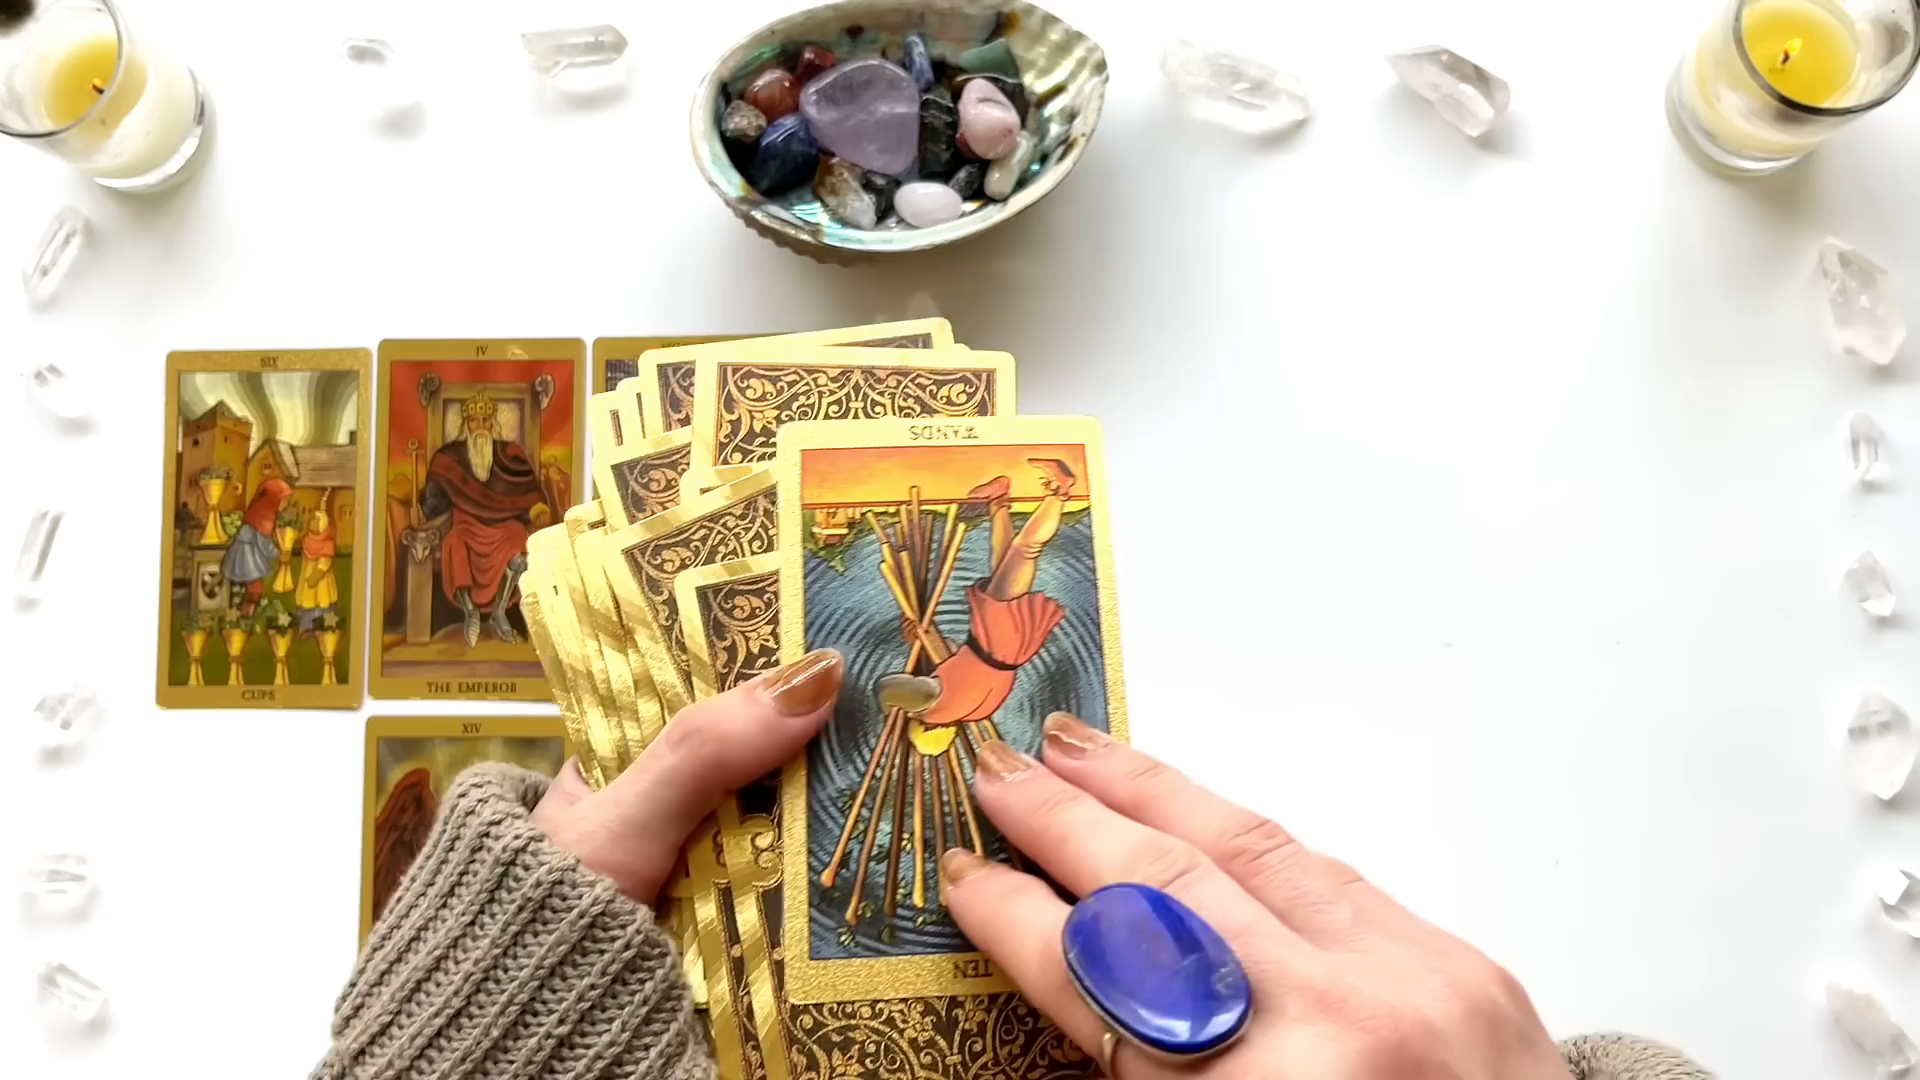 SIX
CUPS
IV
THE EMPEROR
XIV
WANDS
TEN